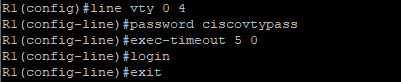 R1(config)#line vty 0 4
R1(config-line)#password ciscovtypass
R1(config-line)#exec-timeout 5 0
R1(config-line)#login
R1(config-line)#exit